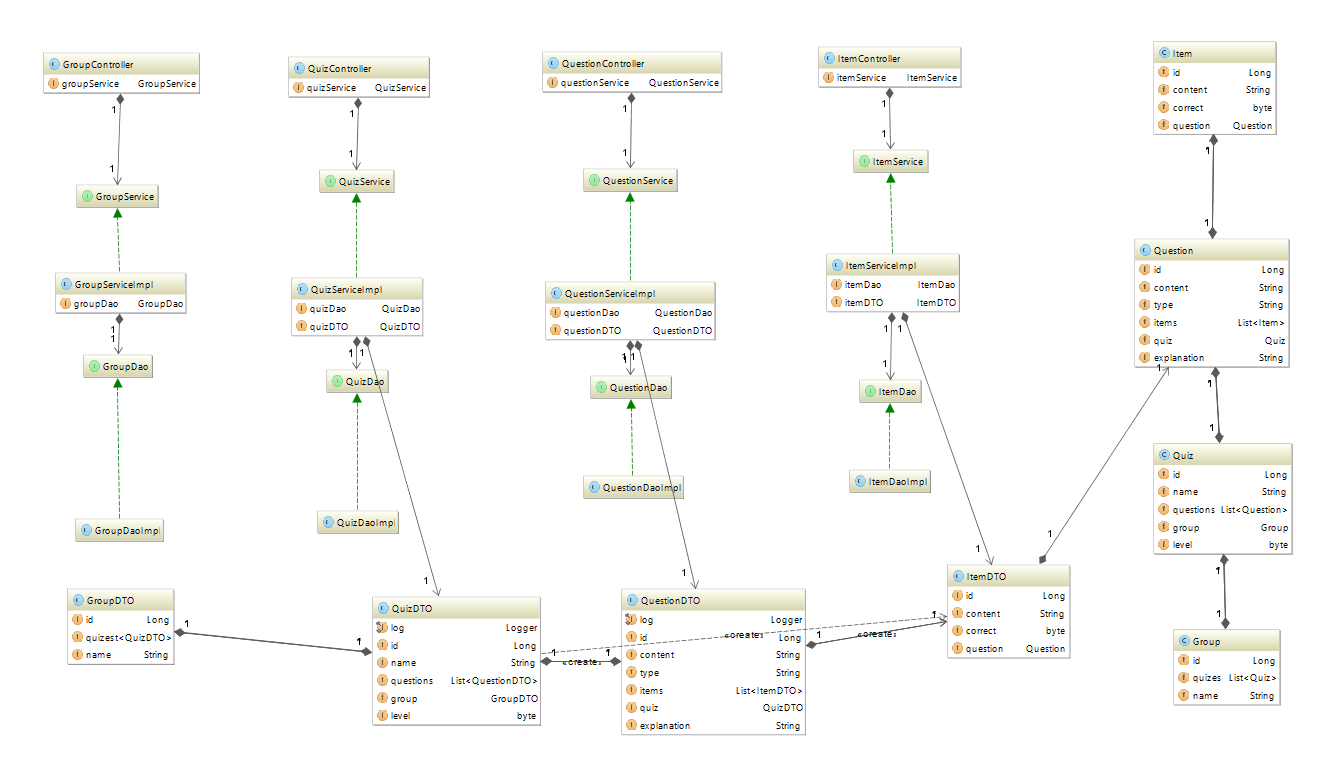 GroupController
groupService GroupService
1
1
GroupService
GroupServiceImpl
groupDao GroupDao
1
1
GroupDao
GroupDaoImpl
QuizController
quizService QuizService
1
1
QuizService
QuizServiceImpl
quizDao QuizDao
quizDTO QuizDTO
1
1
QuizDao
QuizDaoImpl
1
QuestionController
questionService QuestionService
1
1
QuestionService
QuestionServiceImpl
questionDao QuestionDao
questionDTO QuestionDTO
1
1
QuestionDao
QuestionDaoImpl
1
ItemController
itemService ItemService
1
1
ItemService
ItemServiceImpl
itemDao ItemDao
itemDTO ItemDTO
1
1
1
ItemDao
ItemDaoImpl
1
Item
id Long
content String
correct byte
question Question
1
1
Question
id Long
content String
type String
items List<Item>
quiz Quiz
explanation String
1
1
1
Quiz
id Long
name String
questions List<Question>
group Group
level byte
1
1
Group
id Long
quizes List<Quiz>
name String
GroupDTO
id Long
quizest<QuizDTO>
name String
1
1
QuizDTO
log Logger
id Long
name String
questions List<QuestionDTO>
group GroupDTO
level byte
1
«create»
1
QuestionDTO
log Logger
id Long
content String
type String
items List<ItemDTO>
quiz QuizDTO
explanation String
«create»
1
«create»
1
ItemDTO
id Long
content String
correct byte
question Question
1